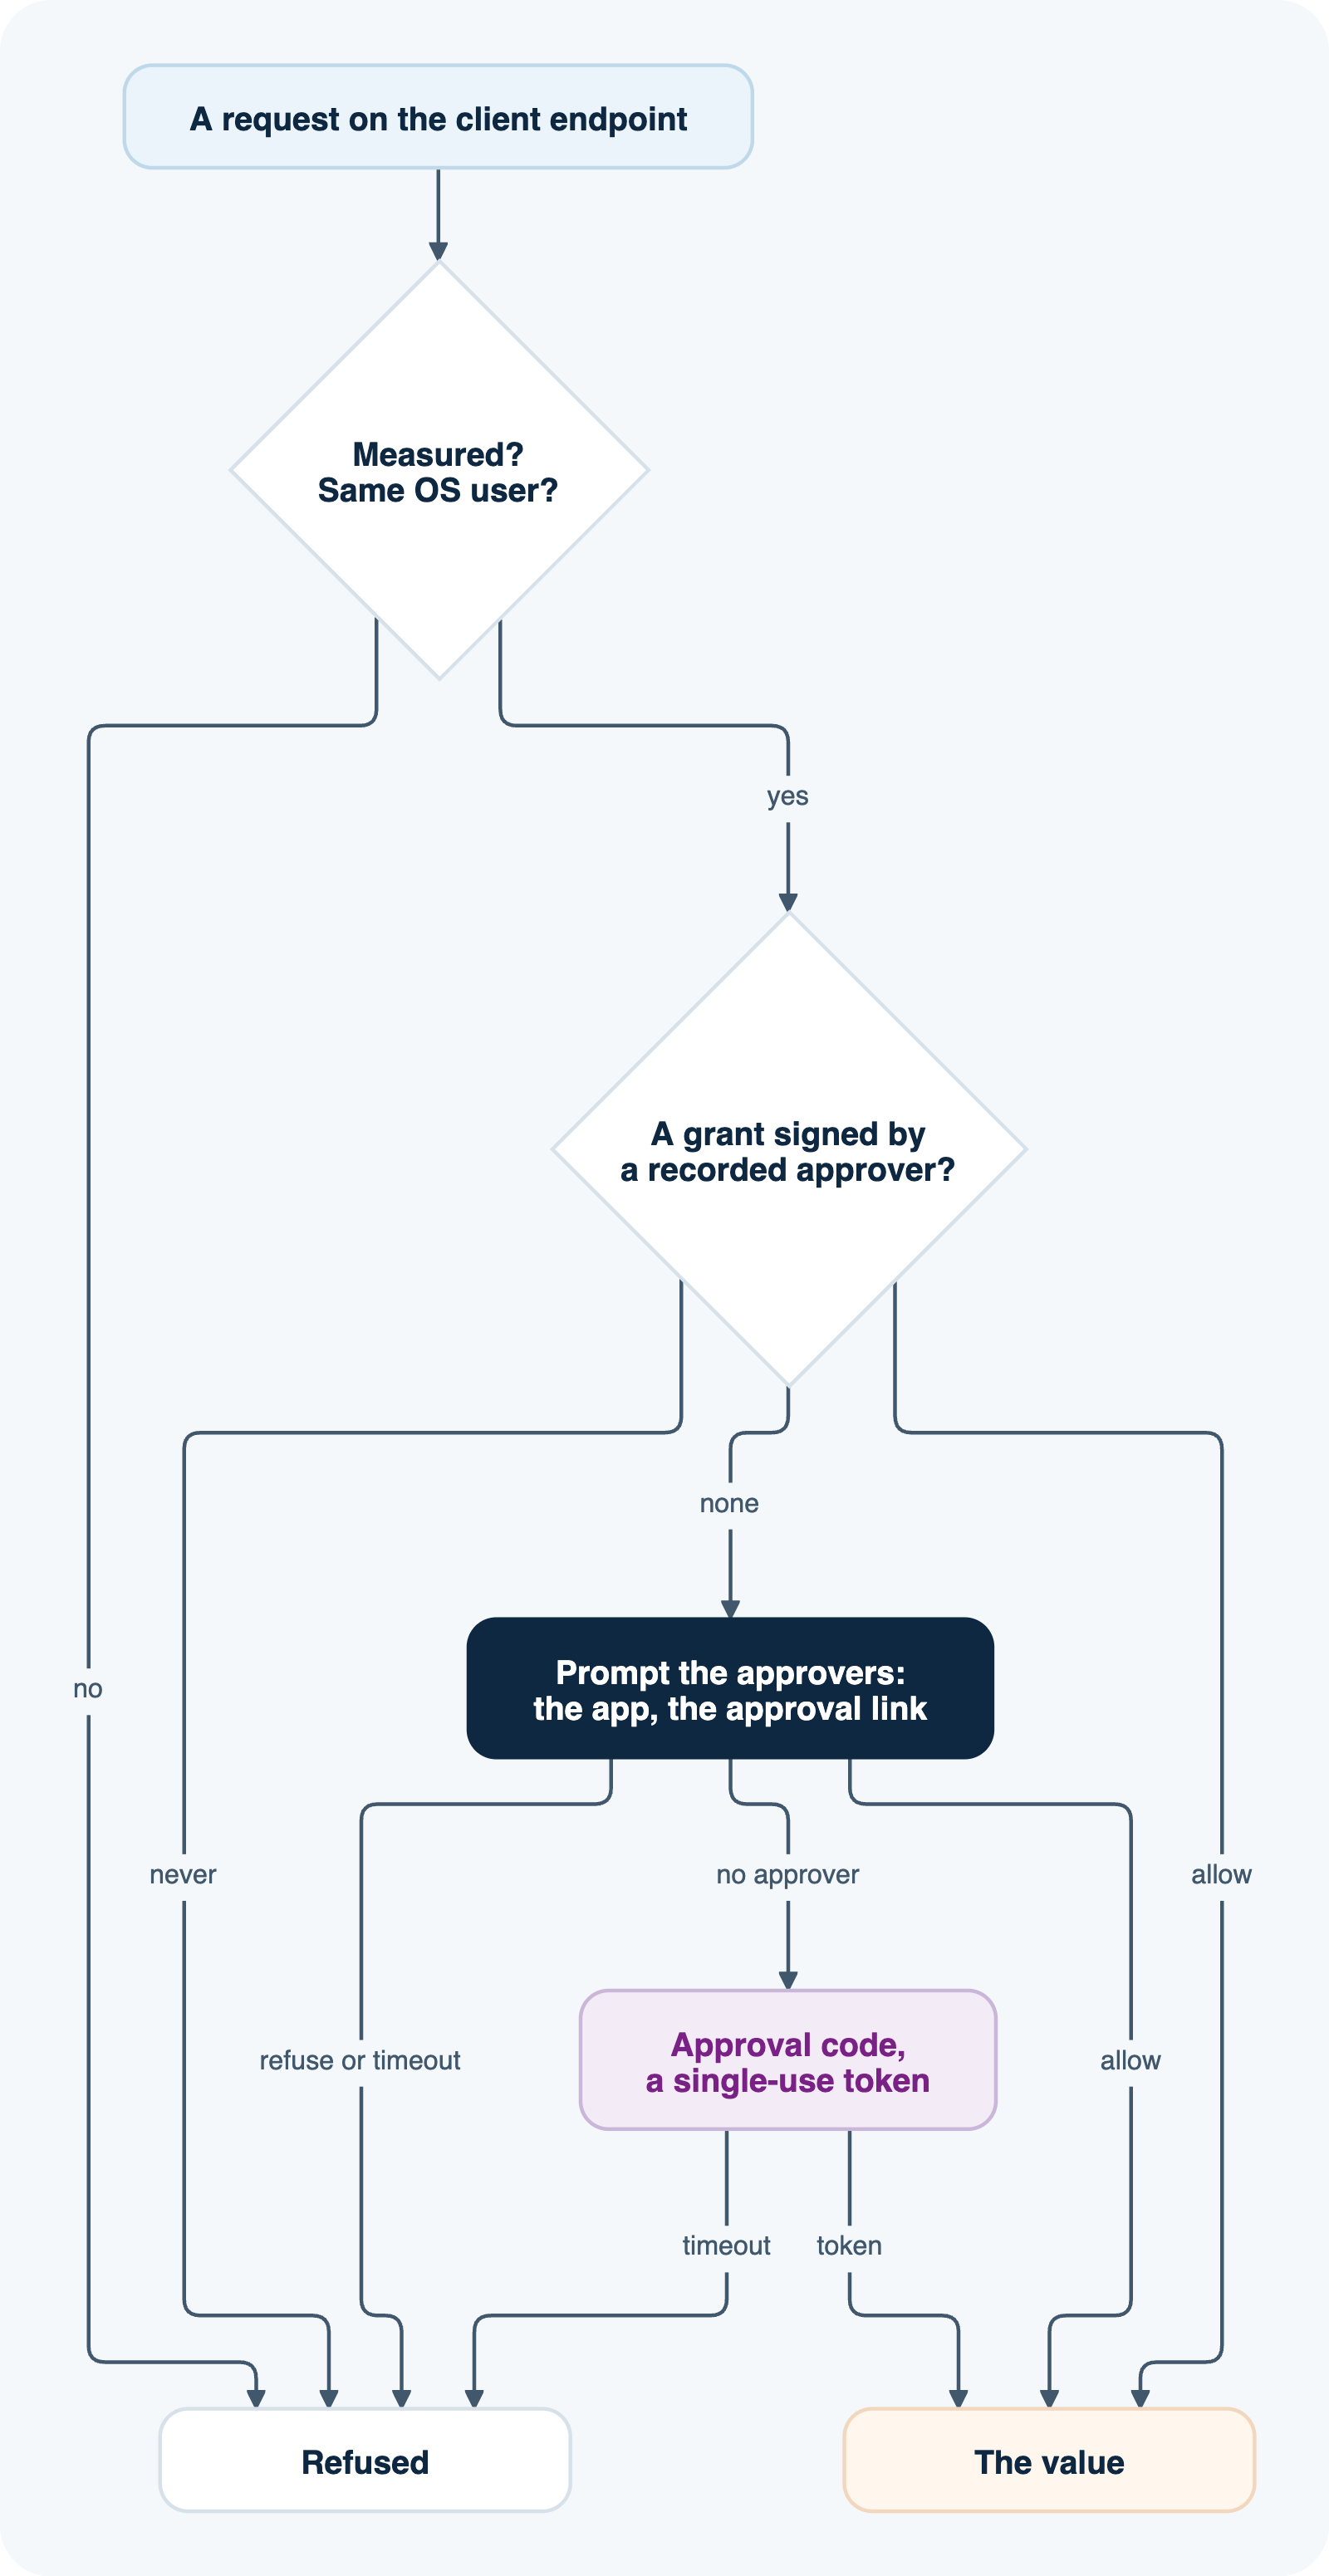 A request on the client endpoint
Measured?
Same OS user?
yes
A grant signed by
a recorded approver?
none
Prompt the approvers:
the app, the approval link
no
never
no approver
allow
Approval code,
a single-use token
refuse or timeout
allow
timeout
token
Refused
The value